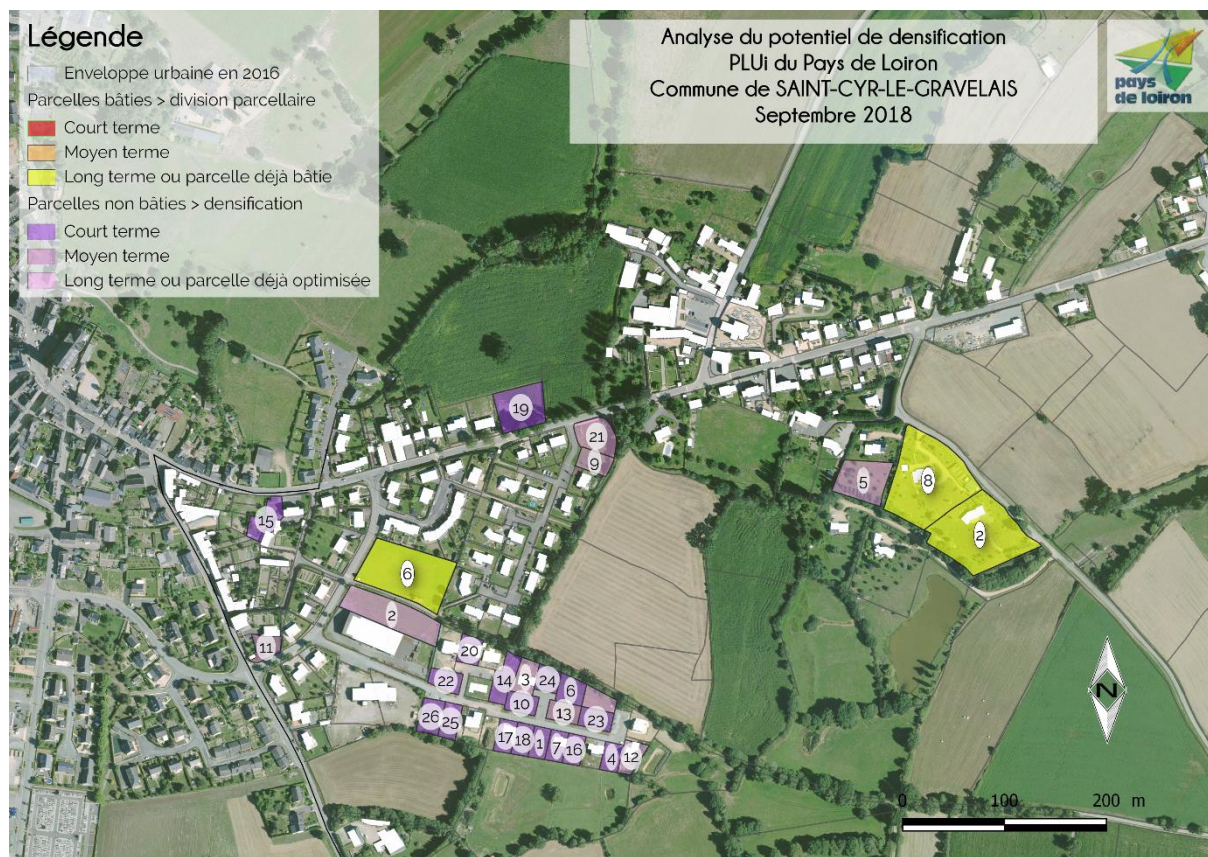 Légende
Enveloppe urbaine en 2016
Parcelles bâties > division parcellaire
Court terme
Moyen terme
Long terme ou parcelle déjà bâtie
Parcelles non bâties > densification
Court terme
Moyen terme
Long terme ou parcelle déjà optimisée
Analyse du potentiel de densification
PLUi du Pays de Loiron
Commune de SAINT-CYR-LE-GRAVELAIS
Septembre 2018
pays
de loiron
19
21
9
5
8
2
15
6
2
11
20
22
14
3
24
6
10
13
23
26
25
17
18
1
7
16
4
12
N
0 100 200 m